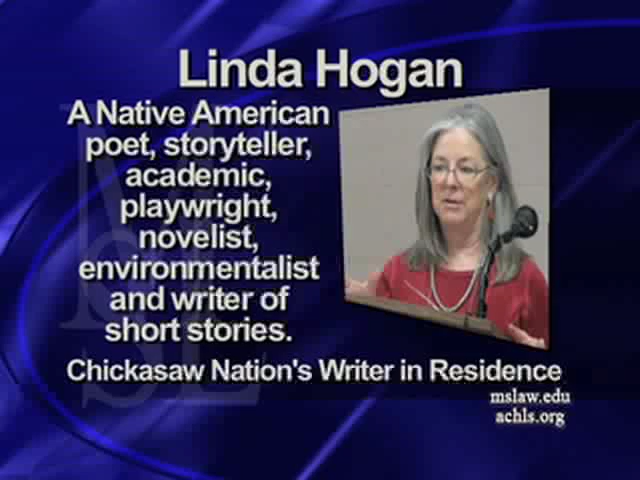 Linda Hogan
A Native American
poet, storyteller,
academic,
playwright,
novelist,
environmentalist
and writer of
short stories.
Chickasaw Nation's Writer in Residence
mslaw.edu
achls.org